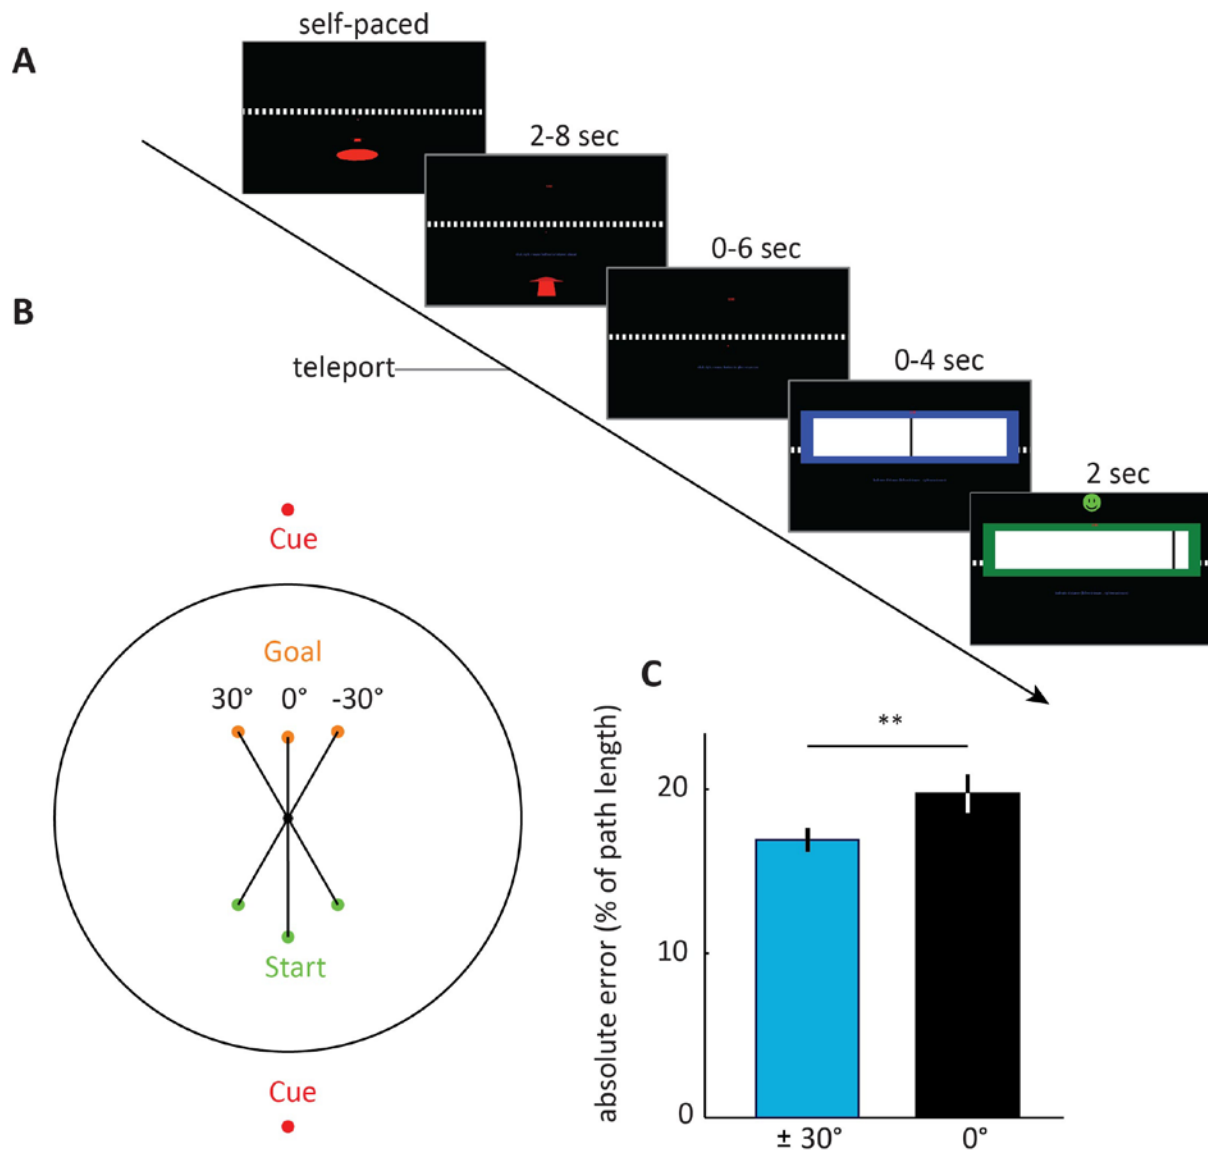 A
self-paced
2-8 sec
0-6 sec
0-4 sec
2 sec
teleport
B
Cue
Goal
30° 0° -30°
Start
Cue
C
absolute error (% of path length)
**
20
10
0
± 30° 0°